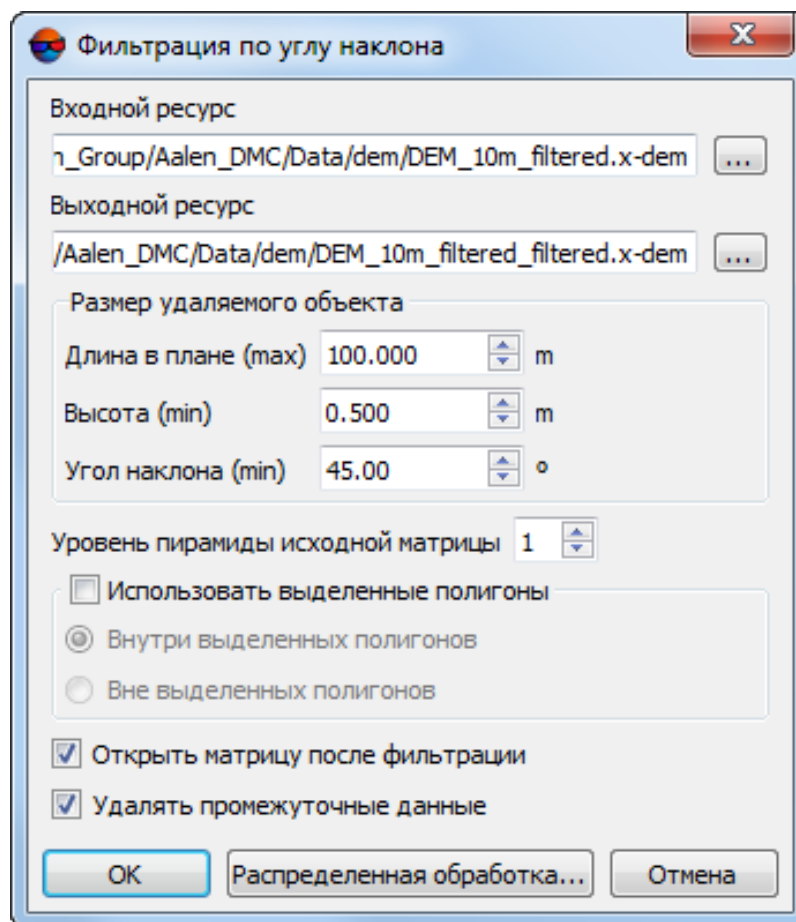 Фильтрация по углу наклона
Входной ресурс
n_Group/Aalen_DMC/Data/dem/DEM_10m_filtered.x-dem ...
Выходной ресурс
/Aalen_DMC/Data/dem/DEM_10m_filtered_filtered.x-dem ...
Размер удаляемого объекта
Длина в плане (max) 100.000 m
Высота (min) 0.500 m
Угол наклона (min) 45.00 °
Уровень пирамиды исходной матрицы 1
Использовать выделенные полигоны
Внутри выделенных полигонов
Вне выделенных полигонов
Открыть матрицу после фильтрации
Удалять промежуточные данные
OK Распределенная обработка... Отмена